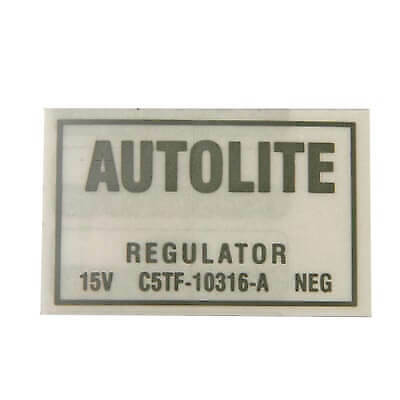 AUTOLITE
REGULATOR
15V C5TF-10316-A NEG